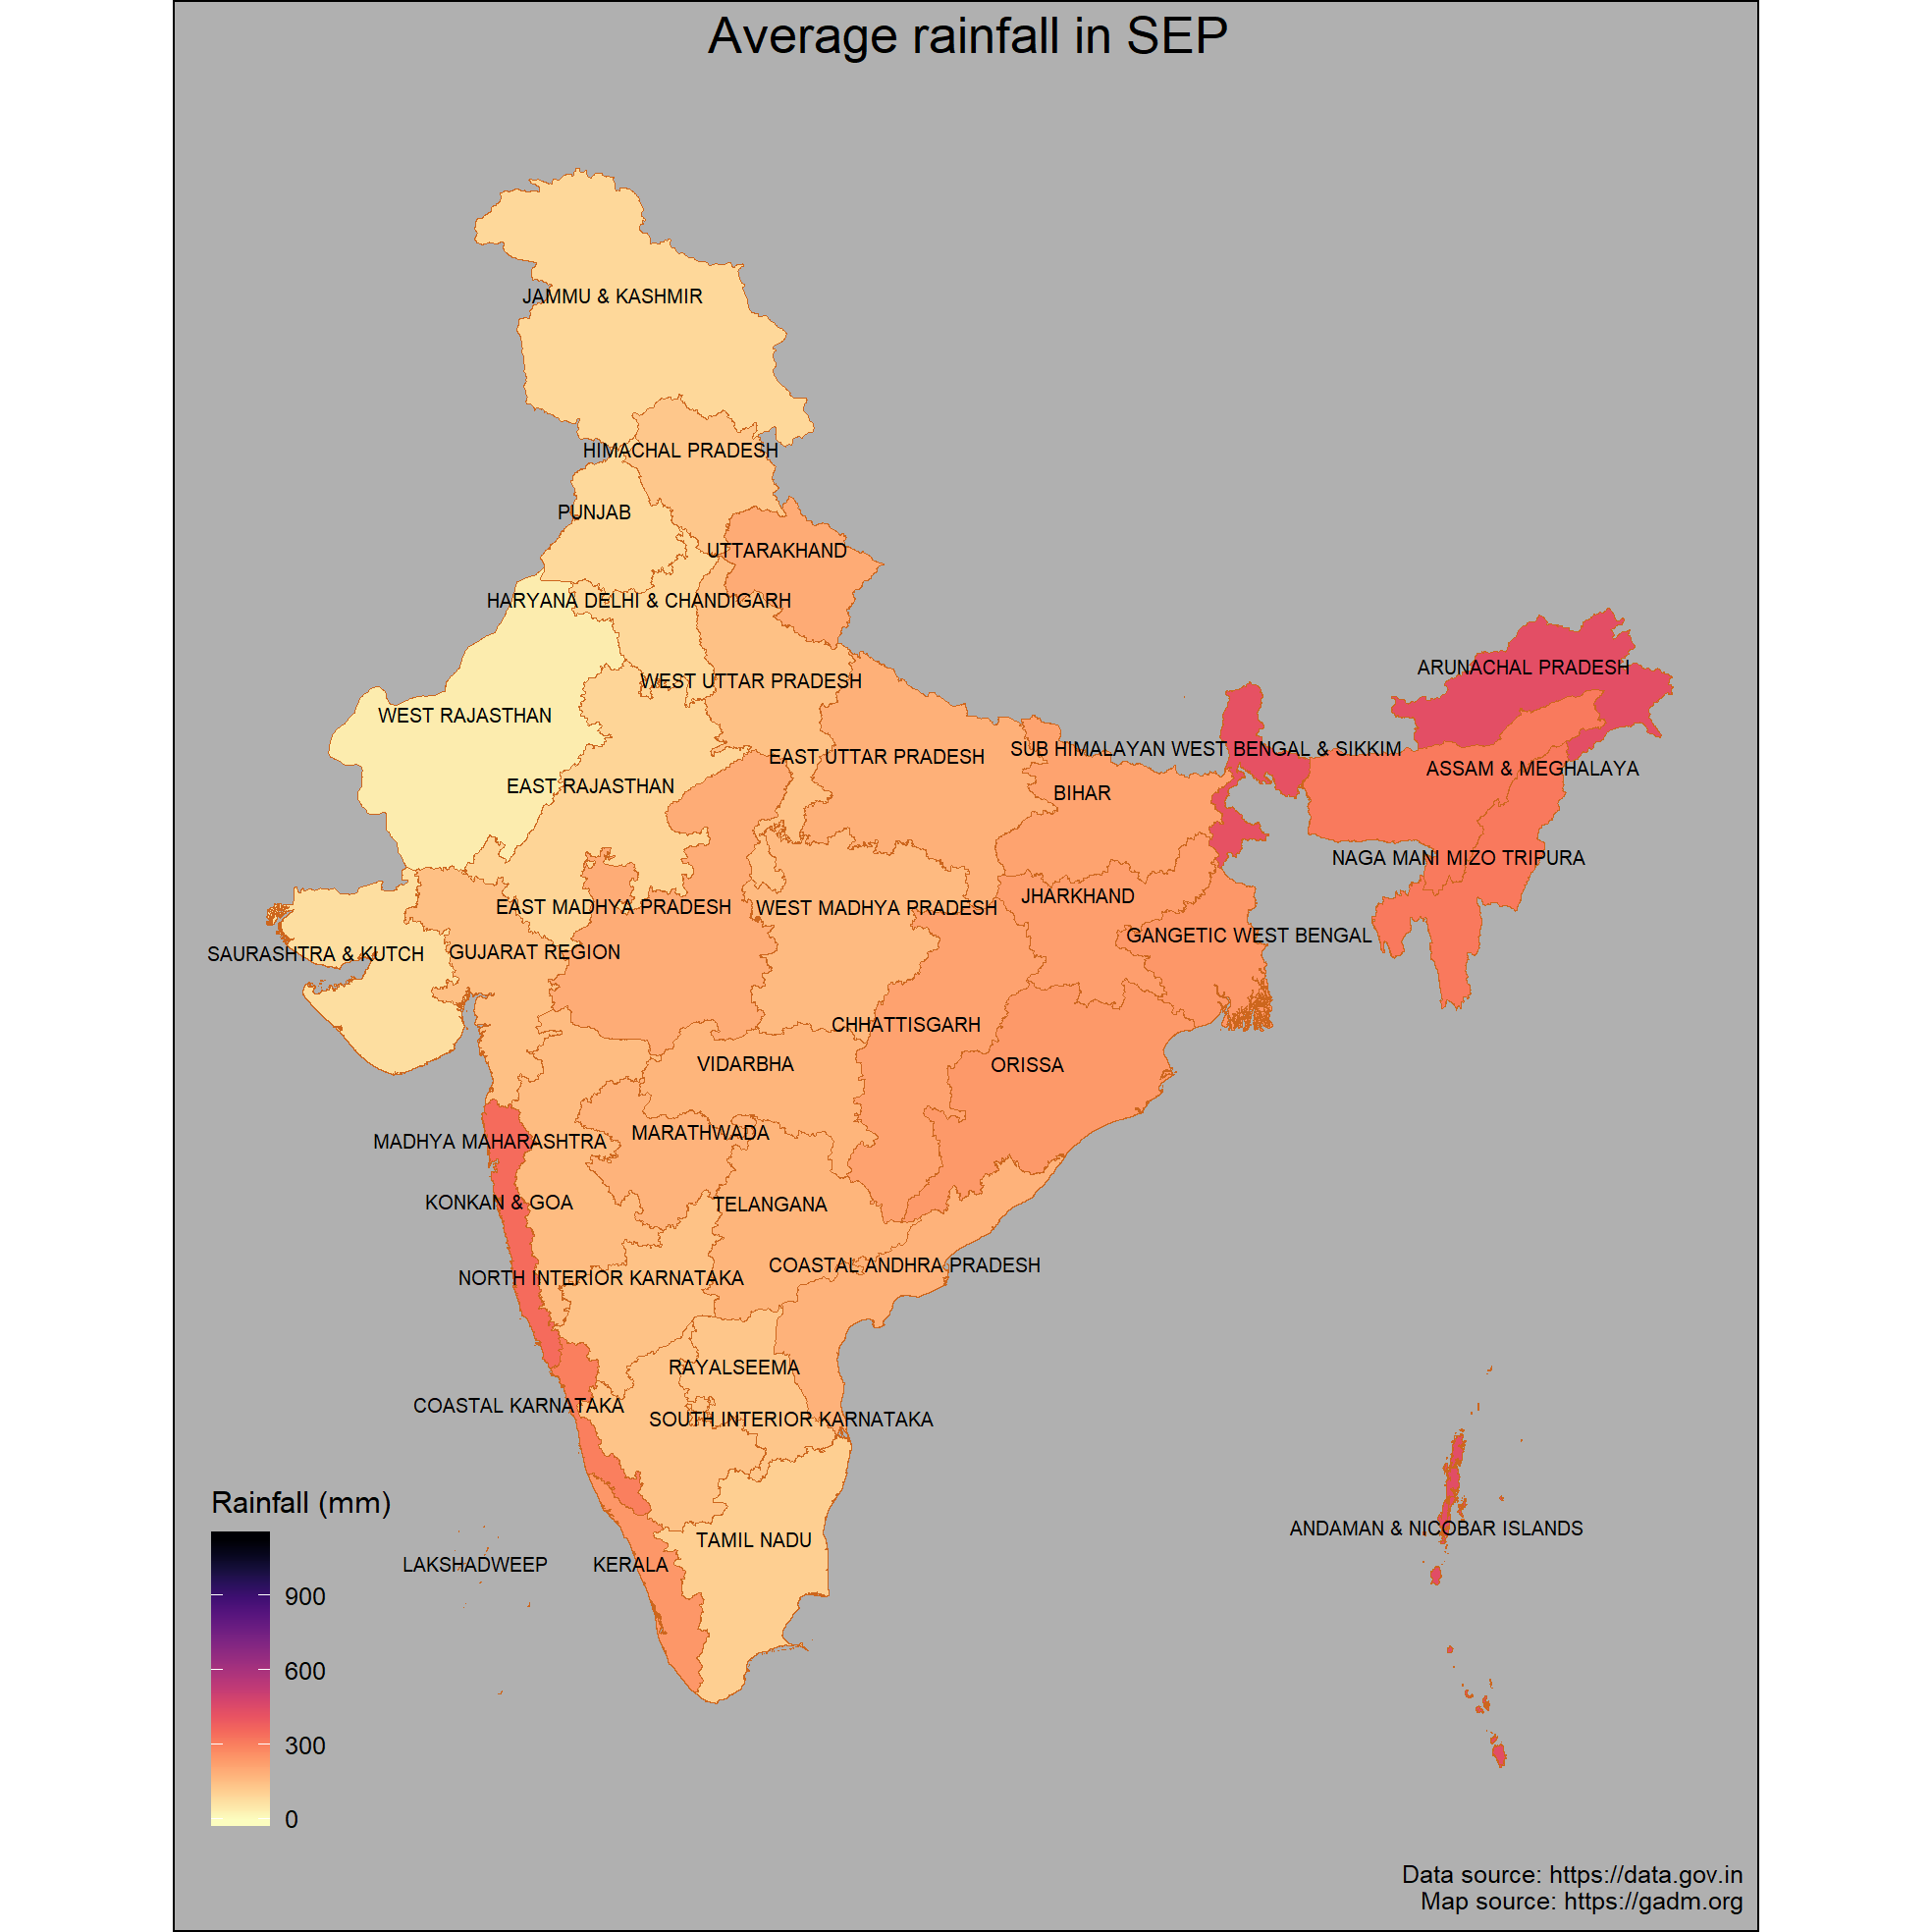 Average rainfall in SEP
JAMMU & KASHMIR
HIMACHAL PRADESH
PUNJAB
UTTARAKHAND
HARYANA DELHI & CHANDIGARH
ARUNACHAL PRADESH
WEST UTTAR PRADESH
WEST RAJASTHAN
SUB HIMALAYAN WEST BENGAL & SIKKIM
EAST UTTAR PRADESH
ASSAM & MEGHALAYA
EAST RAJASTHAN
BIHAR
NAGA MANI MIZO TRIPURA
JHARKHAND
EAST MADHYA PRADESH
WEST MADHYA PRADESH
GANGETIC WEST BENGAL
SAURASHTRA & KUTCH
GUJARAT REGION
CHHATTISGARH
VIDARBHA
ORISSA
MARATHWADA
MADHYA MAHARASHTRA
KONKAN & GOA
TELANGANA
COASTAL ANDHRA PRADESH
NORTH INTERIOR KARNATAKA
RAYALSEEMA
COASTAL KARNATAKA
SOUTH INTERIOR KARNATAKA
ANDAMAN & NICOBAR ISLANDS
TAMIL NADU
LAKSHADWEEP
KERALA
Rainfall (mm)
900
600
300
0
Data source: https://data.gov.in
Map source: https://gadm.org